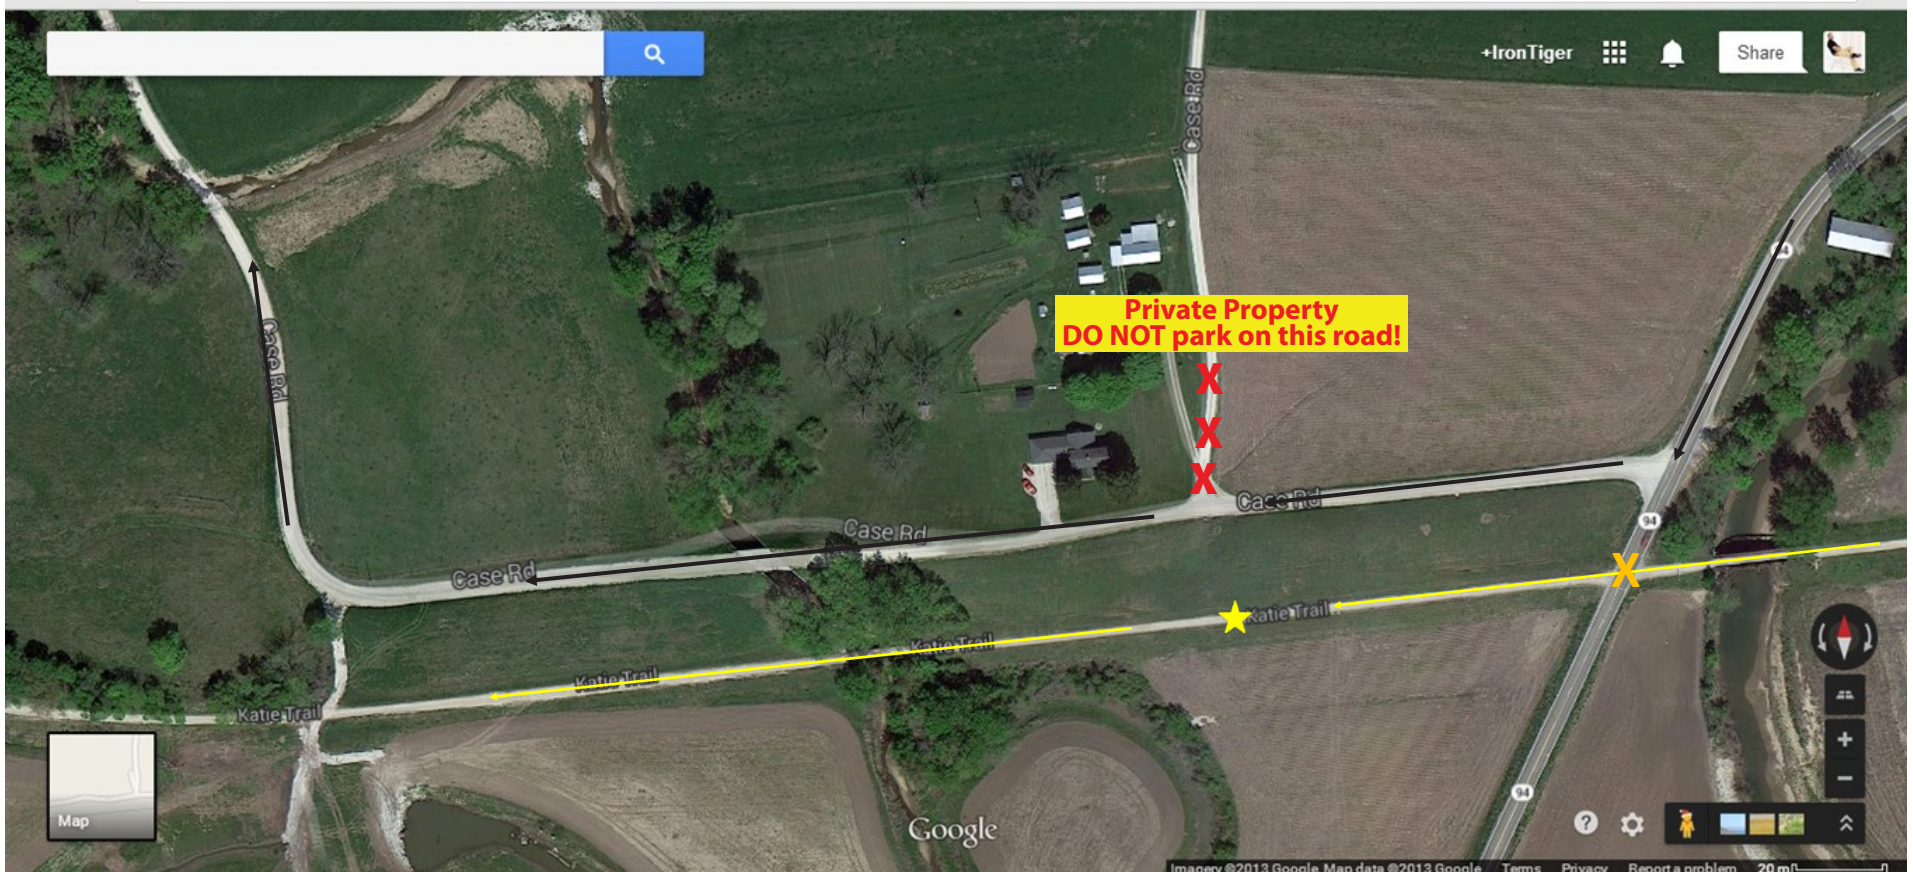 +IronTiger
Share
Case Rd
94
Private Property
DO NOT park on this road!
X
X
X
Case Rd
Case Rd
Case Rd
Case Rd
94
X
Katie Trail
Katie Trail
Katie Trail
Katie Trail
Map
Google
94
Imagery ©2013 Google, Map data ©2013 Google Terms Privacy Report a problem 20 m